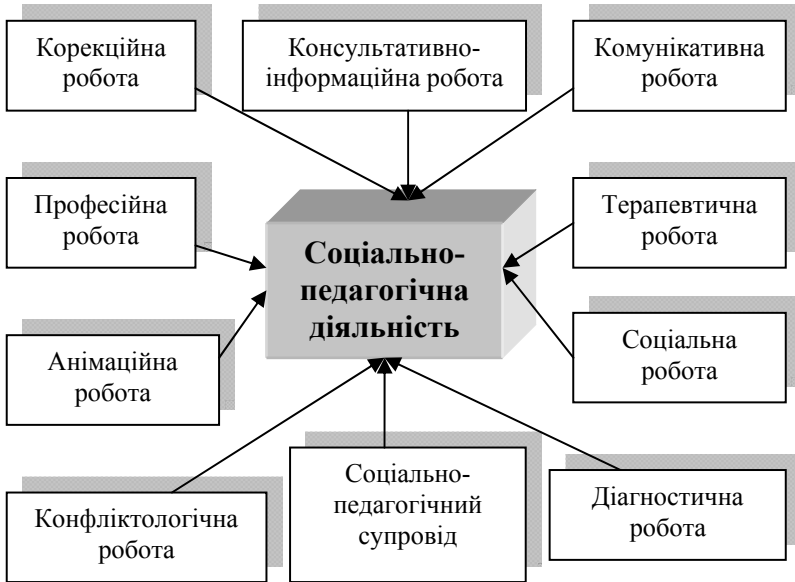 Корекційна
робота
Консультативно-
інформаційна робота
Комунікативна
робота
Професійна
робота
Соціально-
педагогічна
діяльність
Терапевтична
робота
Анімаційна
робота
Соціальна
робота
Конфліктологічна
робота
Соціально-
педагогічний
супровід
Діагностична
робота